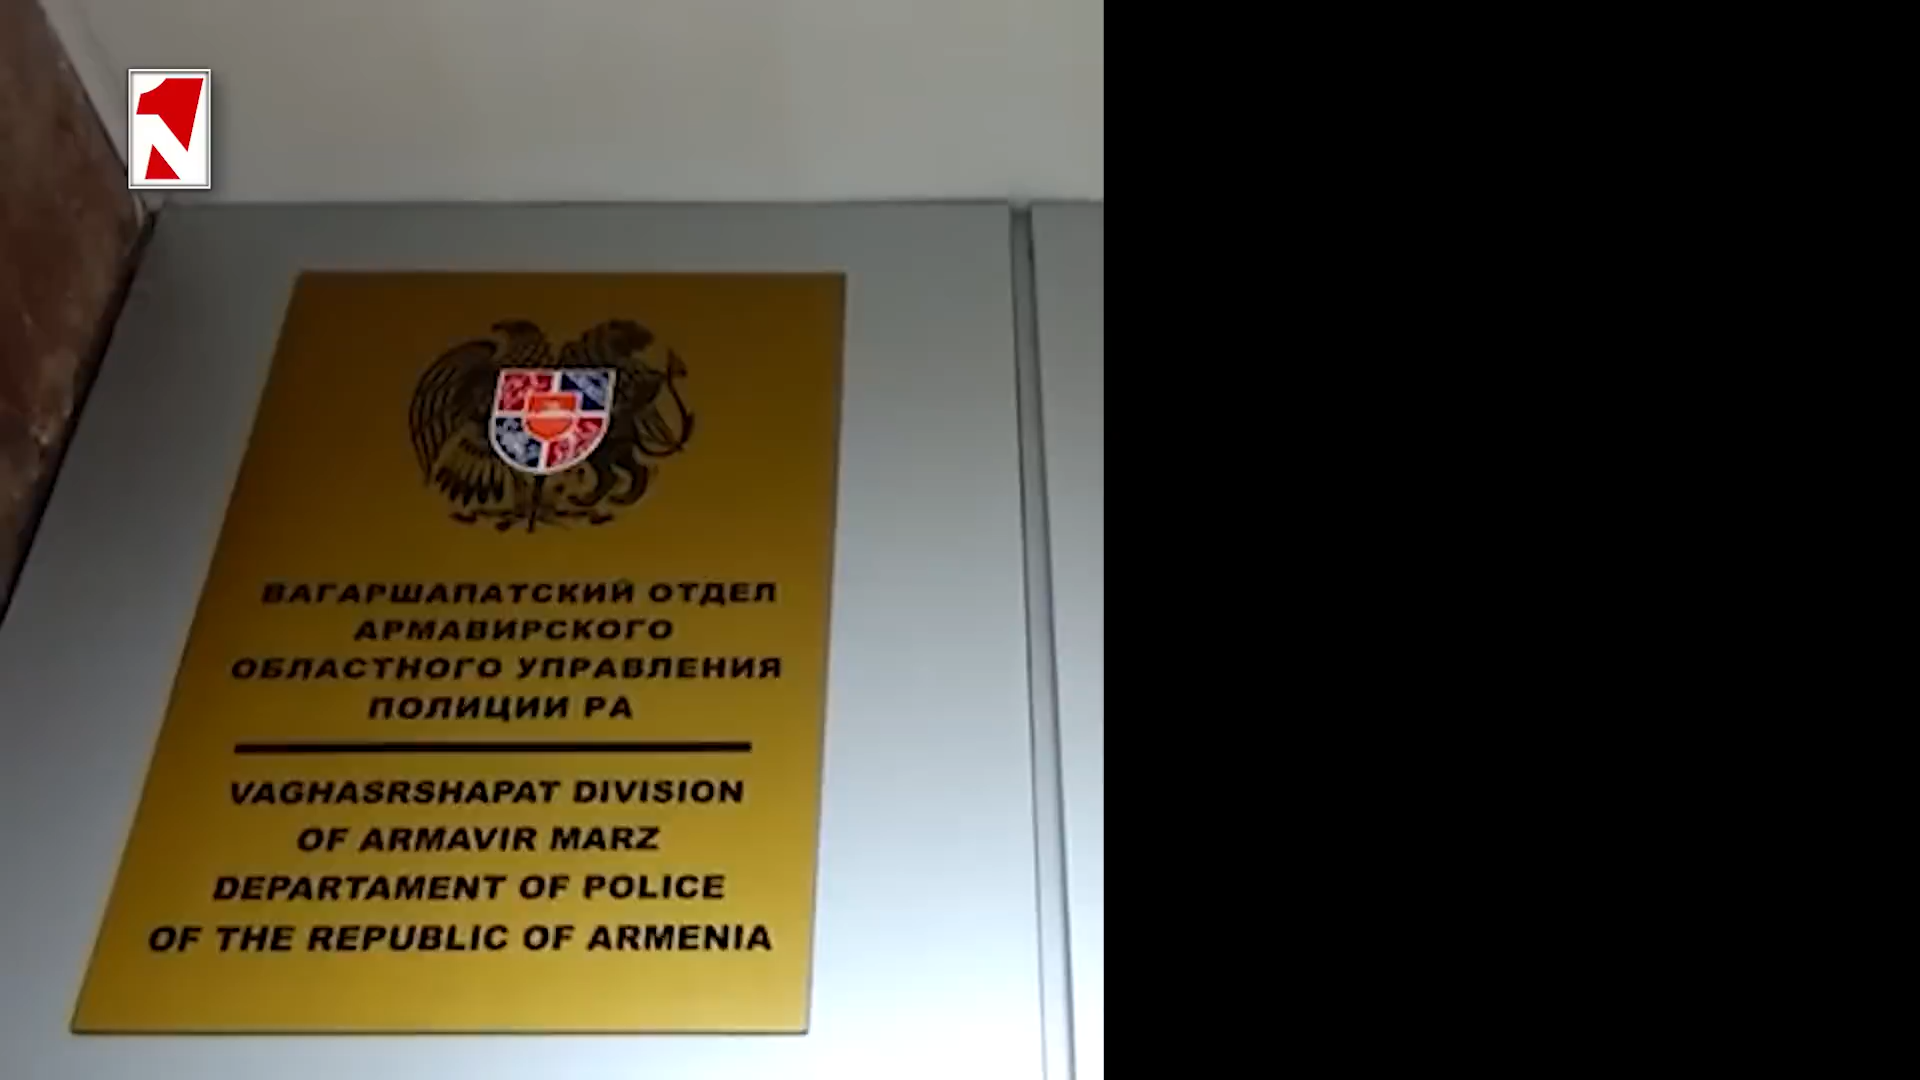 1N
ВАГАРШАПАТСКИЙ ОТДЕЛ
АРМАВИРСКОГО
ОБЛАСТНОГО УПРАВЛЕНИЯ
ПОЛИЦИИ РА
VAGHASRSHAPAT DIVISION
OF ARMAVIR MARZ
DEPARTAMENT OF POLICE
OF THE REPUBLIC OF ARMENIA